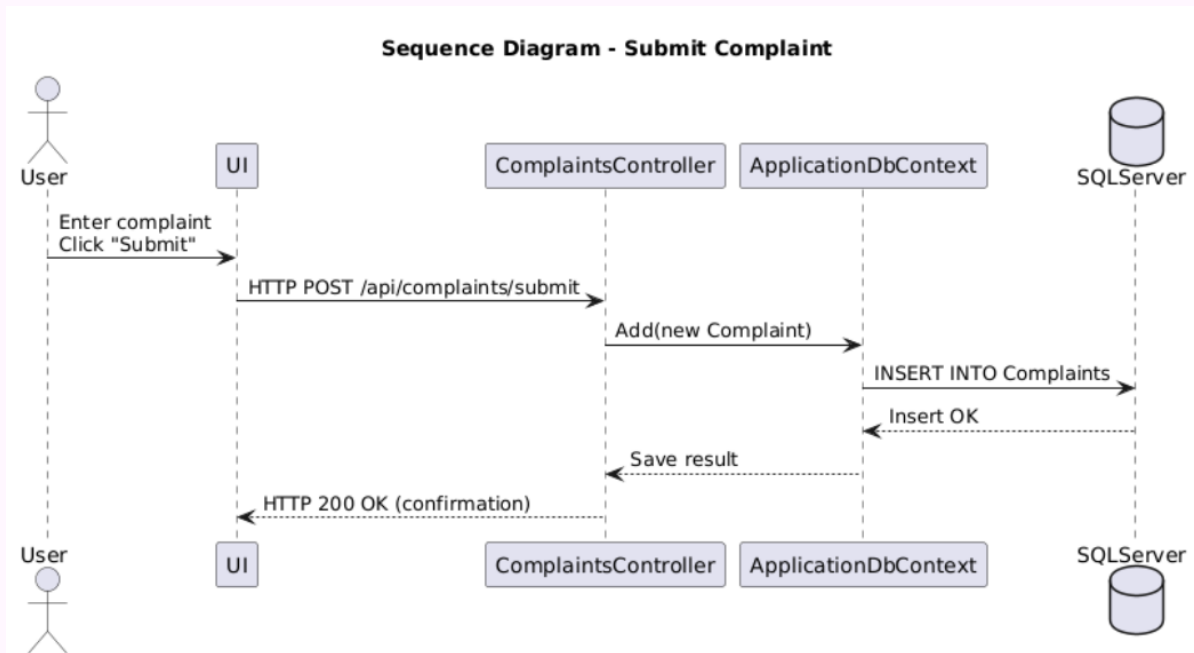 Sequence Diagram - Submit Complaint
User
UI
ComplaintsController
ApplicationDbContext
SQLServer
Enter complaint
Click "Submit"
HTTP POST /api/complaints/submit
Add(new Complaint)
INSERT INTO Complaints
Insert OK
Save result
HTTP 200 OK (confirmation)
User
UI
ComplaintsController
ApplicationDbContext
SQLServer